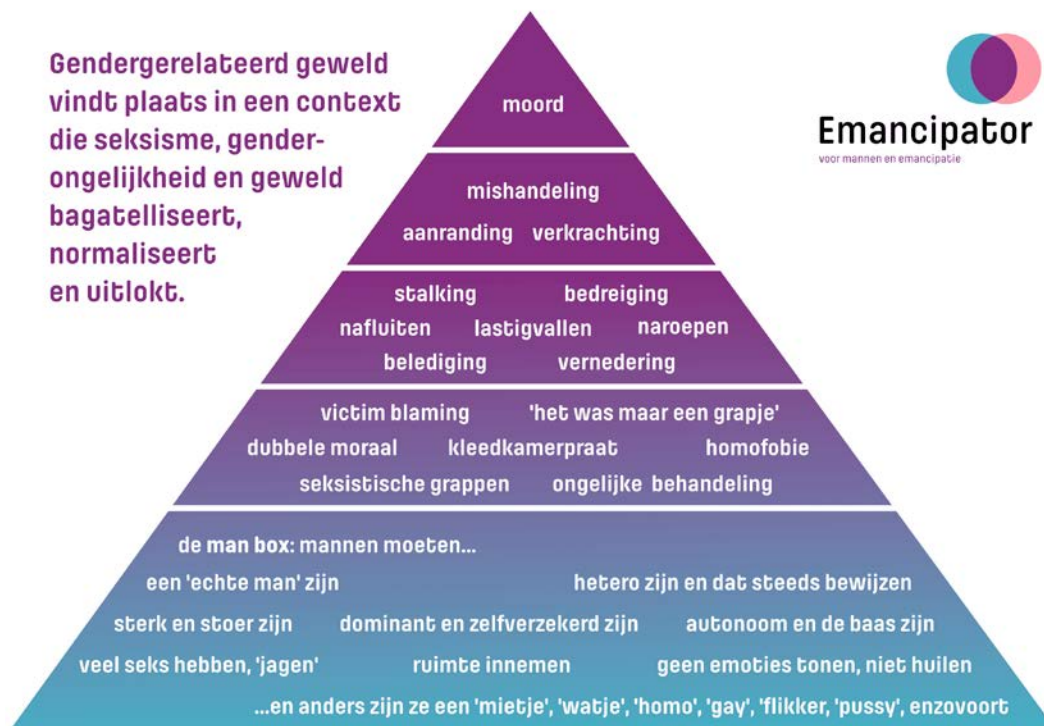 Gendergerelateerd geweld
vindt plaats in een context
die seksisme, gender-
ongelijkheid en geweld
bagatelliseert,
normaliseert
en uitlokt.
Emancipator
voor mannen en emancipatie
moord
mishandeling
aanranding verkrachting
stalking bedreiging
nafluiten lastigvallen naroepen
belediging vernedering
victim blaming 'het was maar een grapje'
dubbele moraal kleedkamerpraat homofobie
seksistische grappen ongelijke behandeling
de man box: mannen moeten...
een 'echte man' zijn hetero zijn en dat steeds bewijzen
sterk en stoer zijn dominant en zelfverzekerd zijn autonoom en de baas zijn
veel seks hebben, 'jagen' ruimte innemen geen emoties tonen, niet huilen
...en anders zijn ze een 'mietje', 'watje', 'homo', 'gay', 'flikker, 'pussy', enzovoort